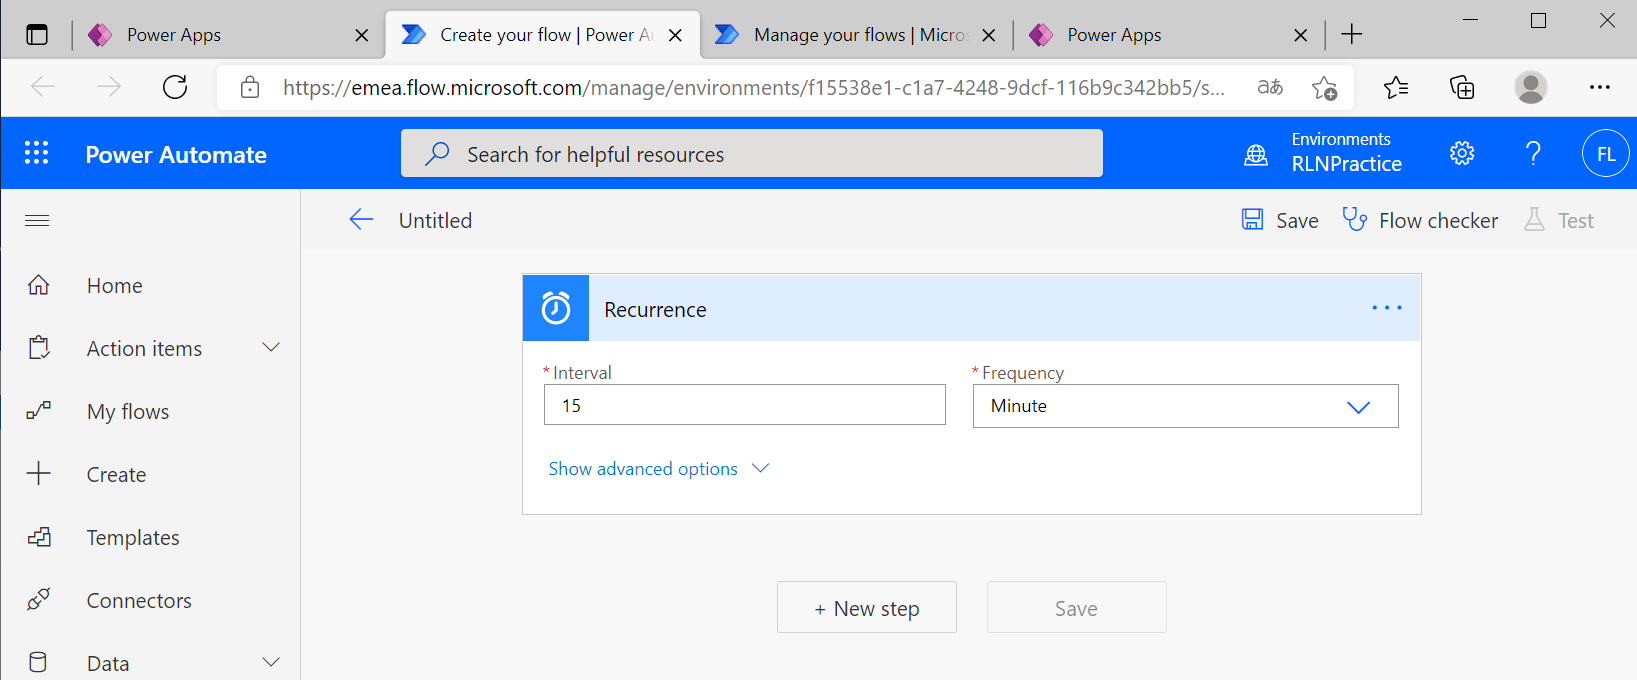 Power Apps
Create your flow | Power Au
Manage your flows | Micros
Power Apps
https://emea.flow.microsoft.com/manage/environments/f15538e1-c1a7-4248-9dcf-116b9c342bb5/s...
Power Automate
Search for helpful resources
Environments
RLNPractice
?
FL
Untitled
Save
Flow checker
Test
Home
Action items
My flows
Create
Templates
Connectors
Data
Recurrence
* Interval
* Frequency
15
Minute
Show advanced options
+ New step
Save